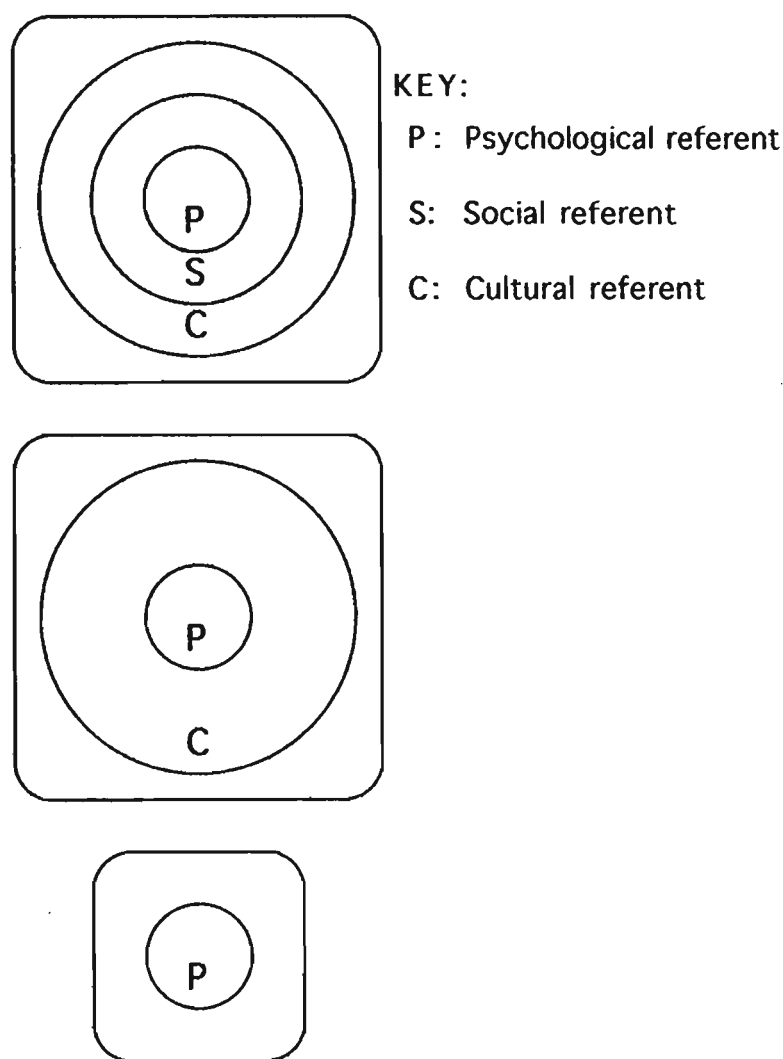 KEY:
P: Psychological referent
S: Social referent
C: Cultural referent
P
S
C
P
C
P